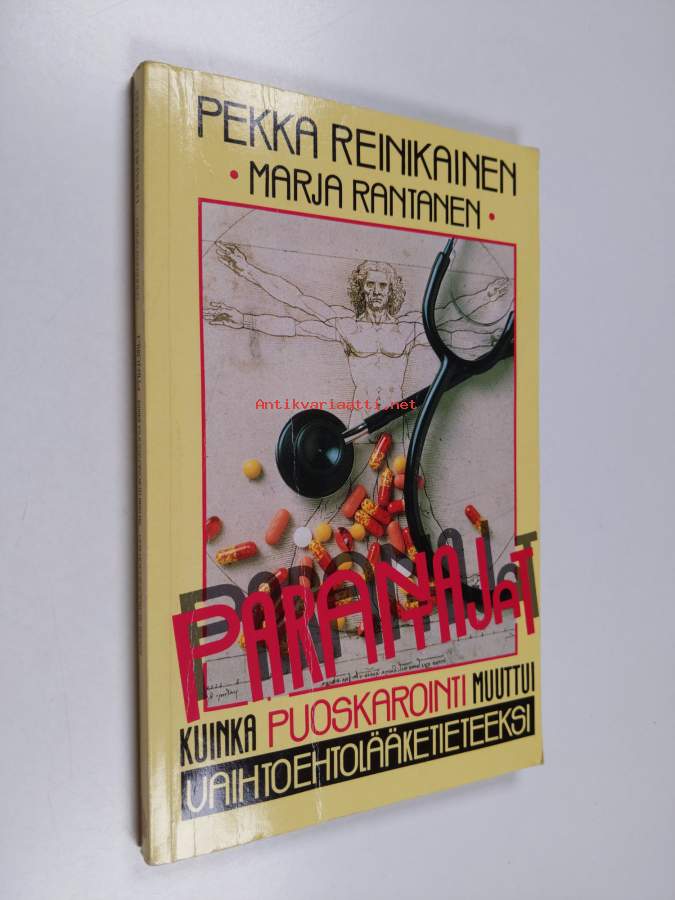 PEKKA REINIKAINEN
• MARJA RANTANEN •
Antikvariaatti.net
PARANTAJAT
KUINKA PUOSKAROINTI MUUTTUI
VAIHTOEHTOLÄÄKETIETEEKSI